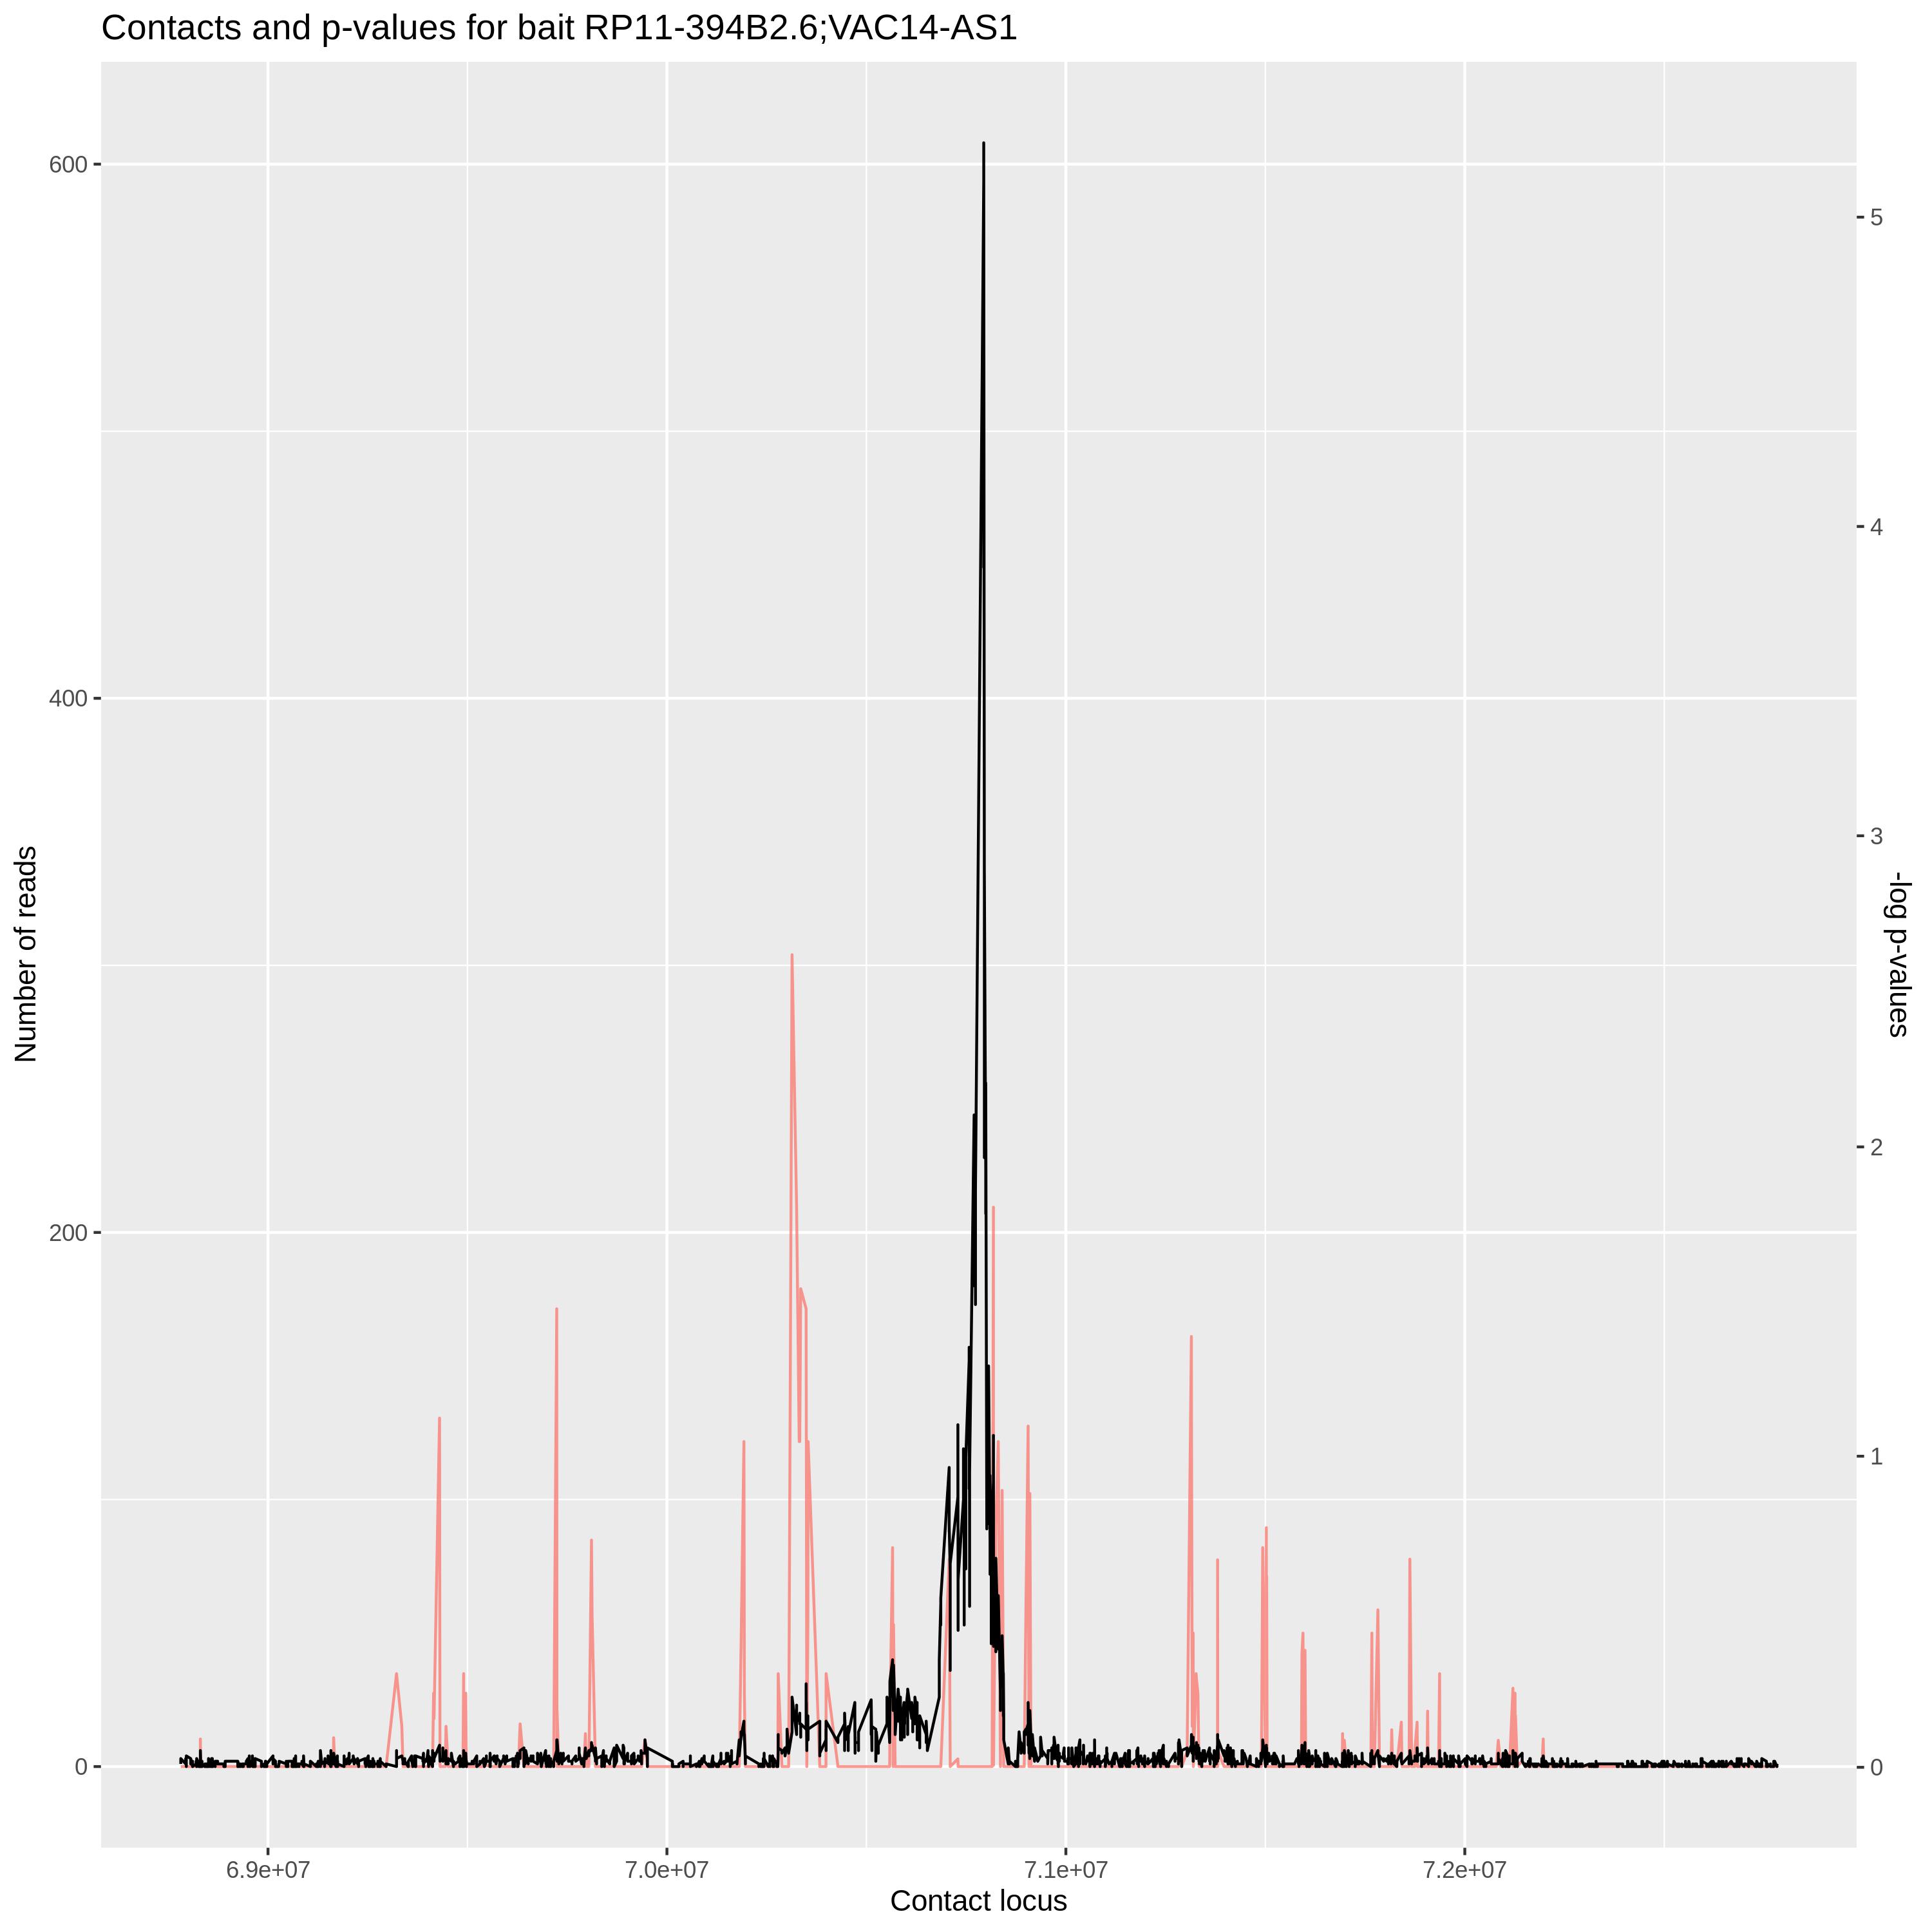 Contacts and p-values for bait RP11-394B2.6;VAC14-AS1
600
400
200
0
Number of reads
5
4
3
2
1
0
-log p-values
6.9e+07
7.0e+07
7.1e+07
7.2e+07
Contact locus